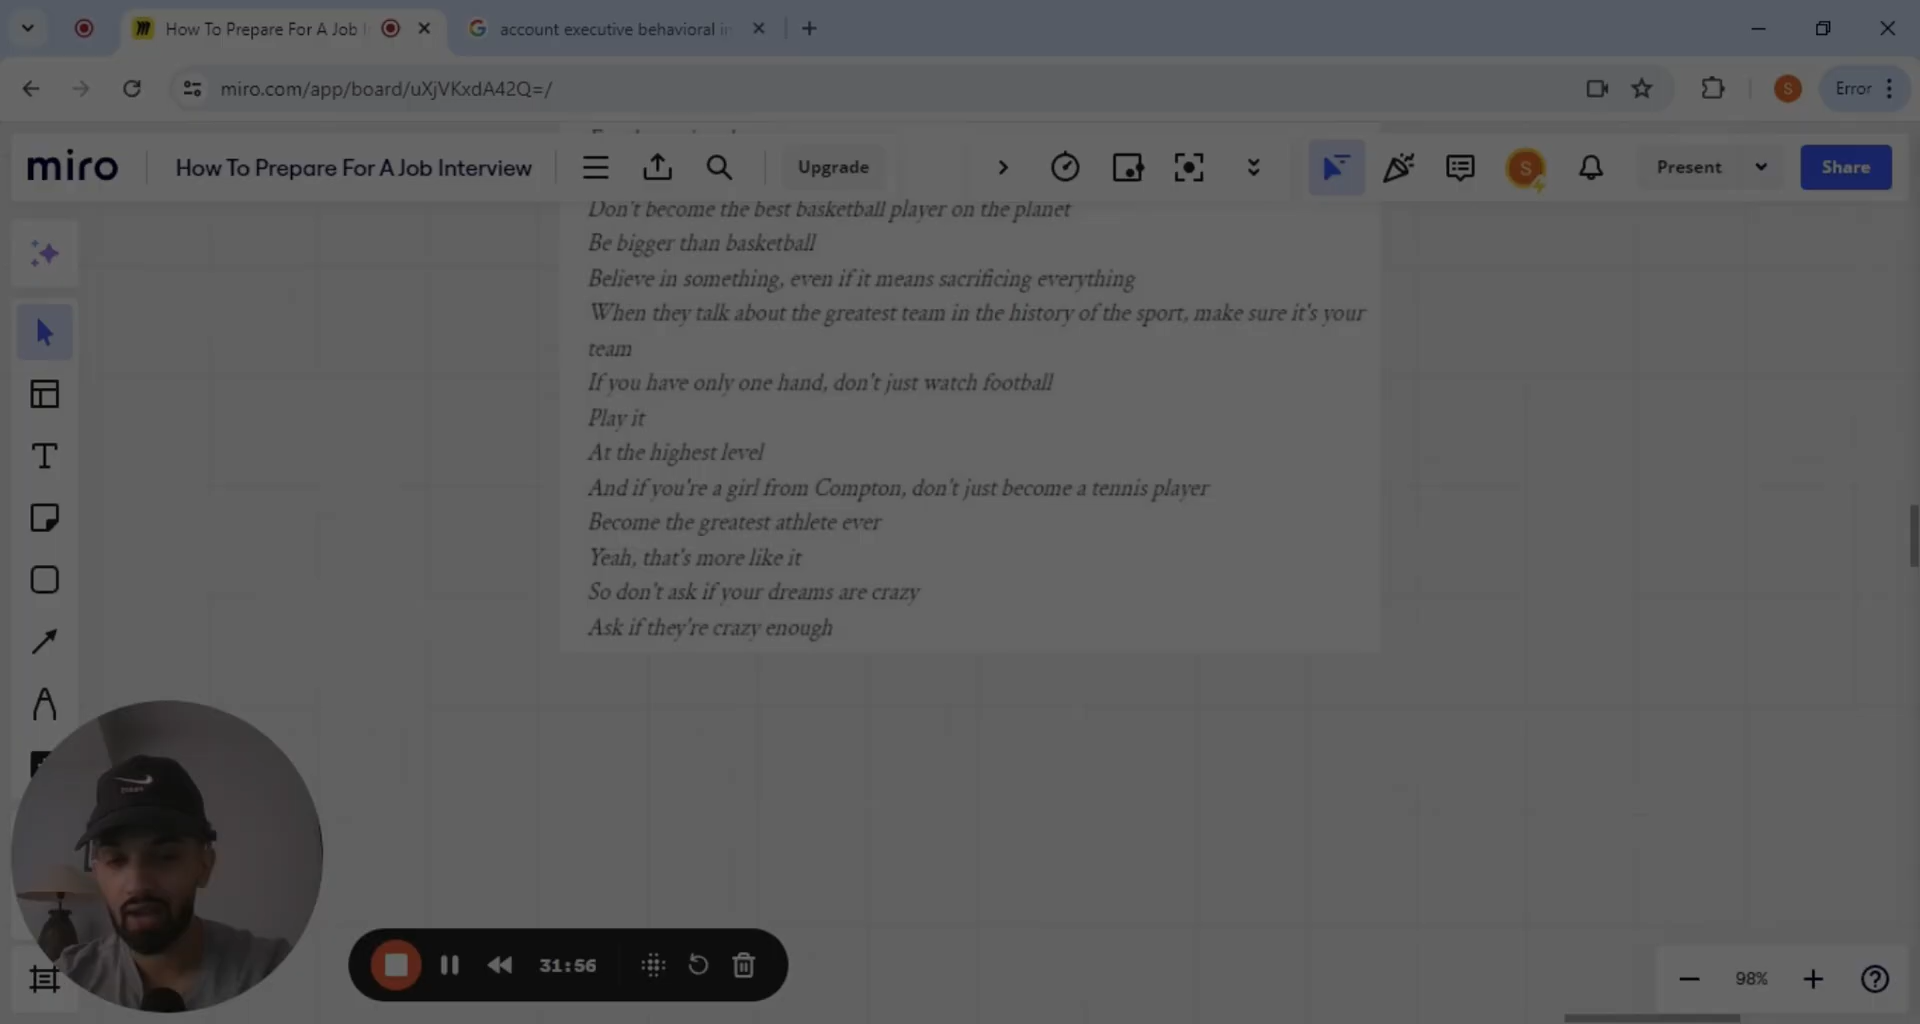 How To Prepare For A Job I
account executive behavioral in
miro.com/app/board/uXjVKxdA42Q=/
S
Error
miro
How To Prepare For A Job Interview
Upgrade
S
Present
Share
Don't become the best basketball player on the planet
Be bigger than basketball
Believe in something, even if it means sacrificing everything
When they talk about the greatest team in the history of the sport, make sure it's your
team
If you have only one hand, don't just watch football
Play it
At the highest level
And if you're a girl from Compton, don't just become a tennis player
Become the greatest athlete ever
Yeah, that's more like it
So don't ask if your dreams are crazy
Ask if they're crazy enough
31:56
98%